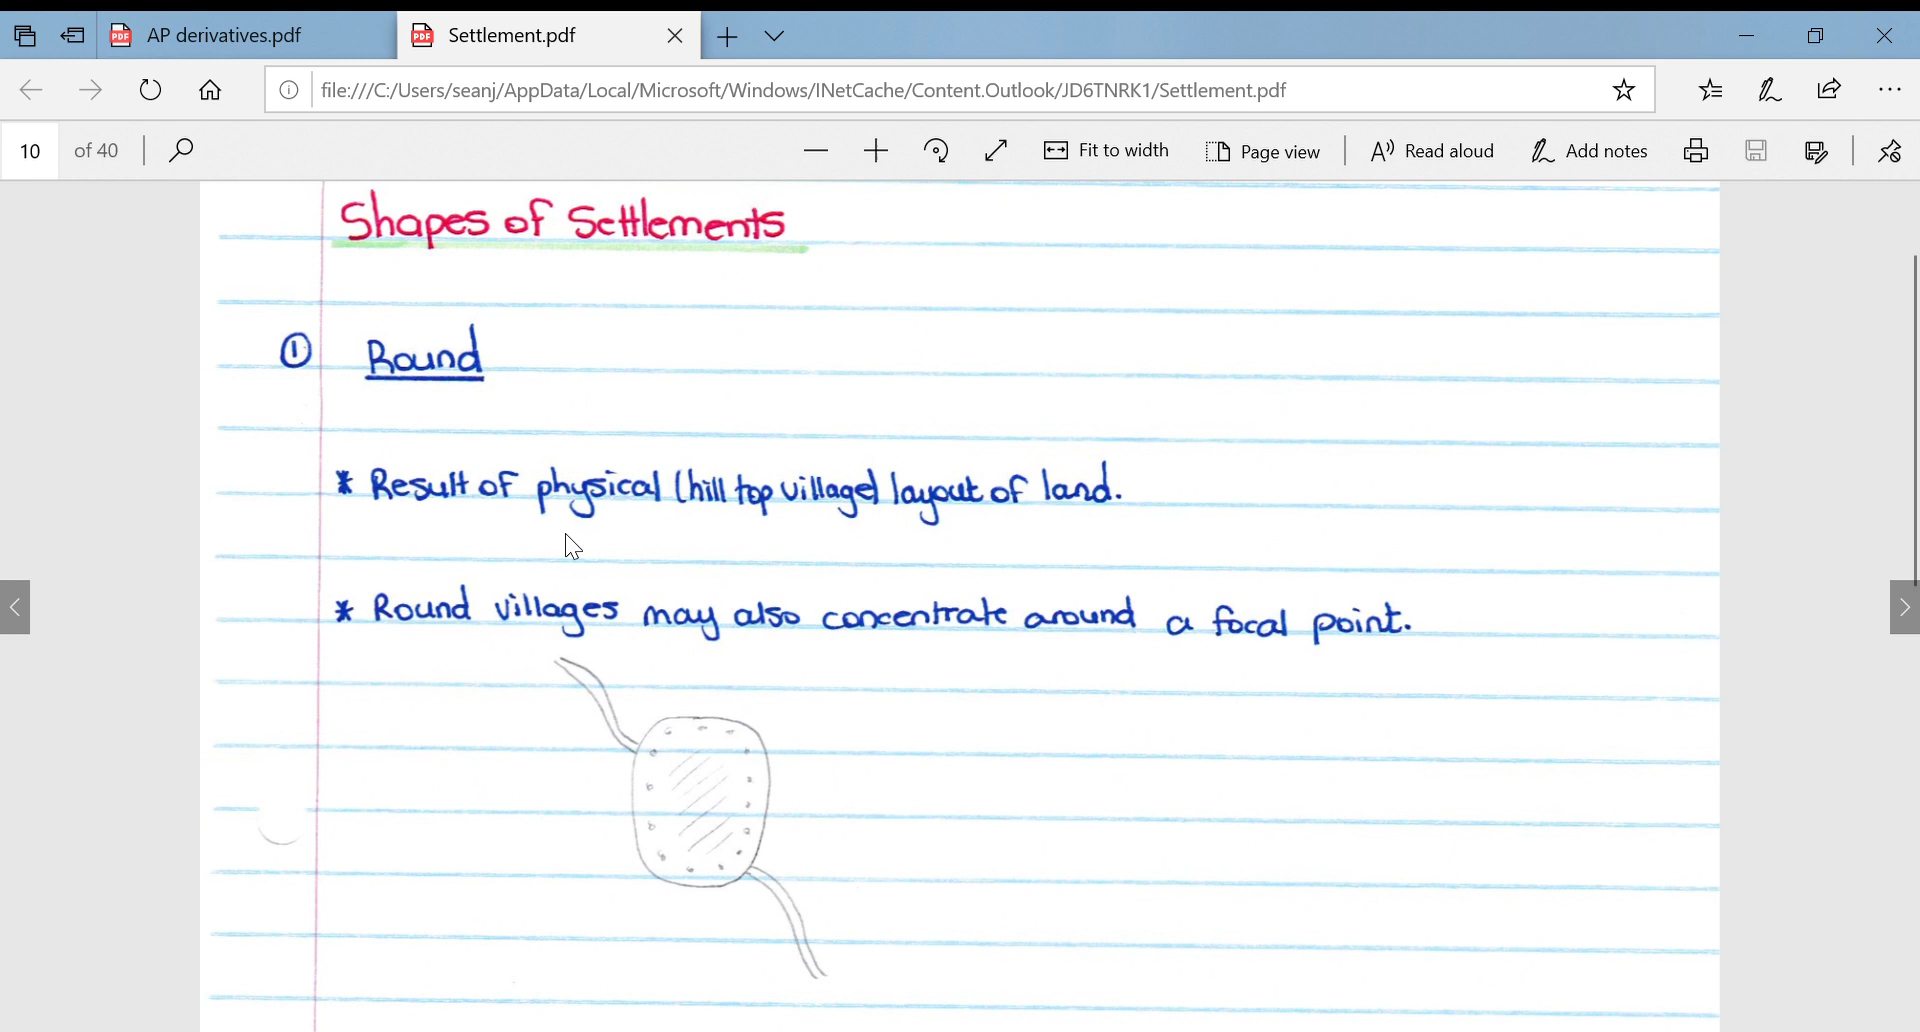 AP derivatives.pdf
Settlement.pdf
file:///C:/Users/seanj/AppData/Local/Microsoft/Windows/INetCache/Content.Outlook/JD6TNRK1/Settlement.pdf
10 of 40
Fit to width
Page view
Read aloud
Add notes
Shapes of Settlements
① Round
* Result of physical (hill top village) layout of land.
* Round villages may also concentrate around a focal point.